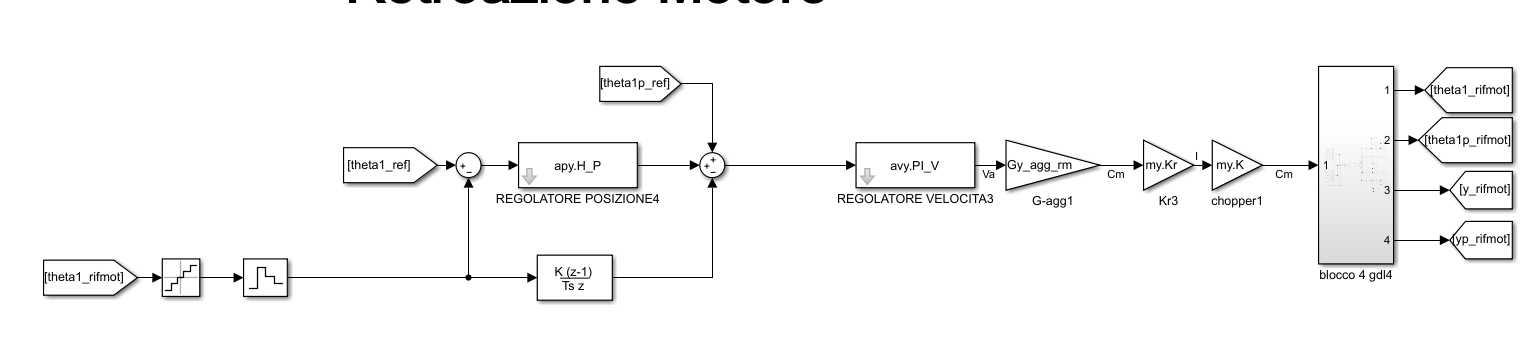 Retroazione Motore
[theta1p_ref]
[theta1_ref]
+
−
apy.H_P
REGOLATORE POSIZIONE4
+
+
−
avy.PI_V
REGOLATORE VELOCITA3
Va
Gy_agg_rm
G-agg1
Cm
my.Kr
Kr3
I
my.K
chopper1
Cm
1
1
2
3
4
blocco 4 gdl4
[theta1_rifmot]
[theta1p_rifmot]
[y_rifmot]
[yp_rifmot]
[theta1_rifmot]
K (z-1)
Ts z